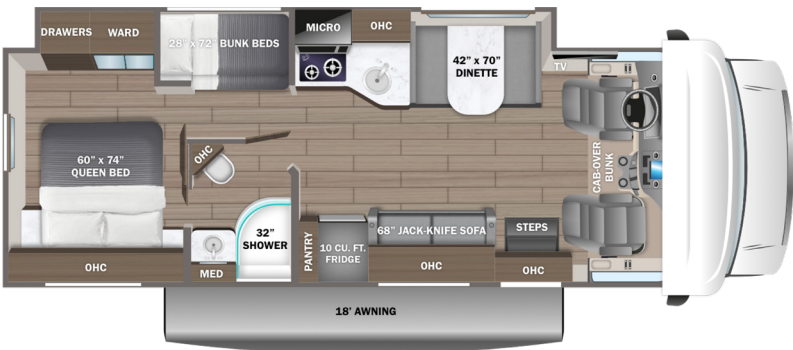 DRAWERS
WARD
28" x 72" BUNK BEDS
MICRO
OHC
42" x 70"
DINETTE
TV
60" x 74"
QUEEN BED
OHC
CAB-OVER
BUNK
32"
SHOWER
PANTRY
10 CU. FT.
FRIDGE
68" JACK-KNIFE SOFA
STEPS
OHC
MED
OHC
OHC
18' AWNING